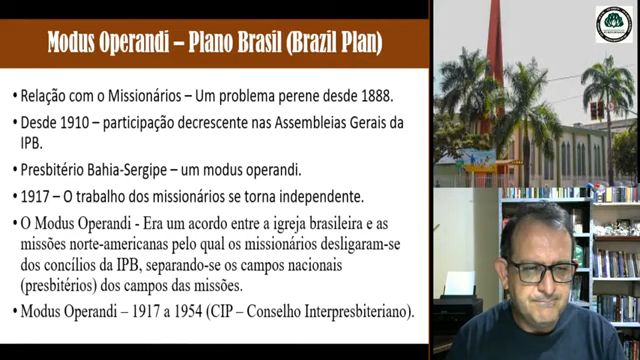 Modus Operandi – Plano Brasil (Brazil Plan)
• Relação com o Missionários – Um problema perene desde 1888.
• Desde 1910 – participação decrescente nas Assembleias Gerais da
IPB.
• Presbitério Bahia-Sergipe – um modus operandi.
• 1917 – O trabalho dos missionários se torna independente.
• O Modus Operandi - Era um acordo entre a igreja brasileira e as
missões norte-americanas pelo qual os missionários desligaram-se
dos concílios da IPB, separando-se os campos nacionais
(presbitérios) dos campos das missões.
• Modus Operandi – 1917 a 1954 (CIP – Conselho Interpresbiteriano).